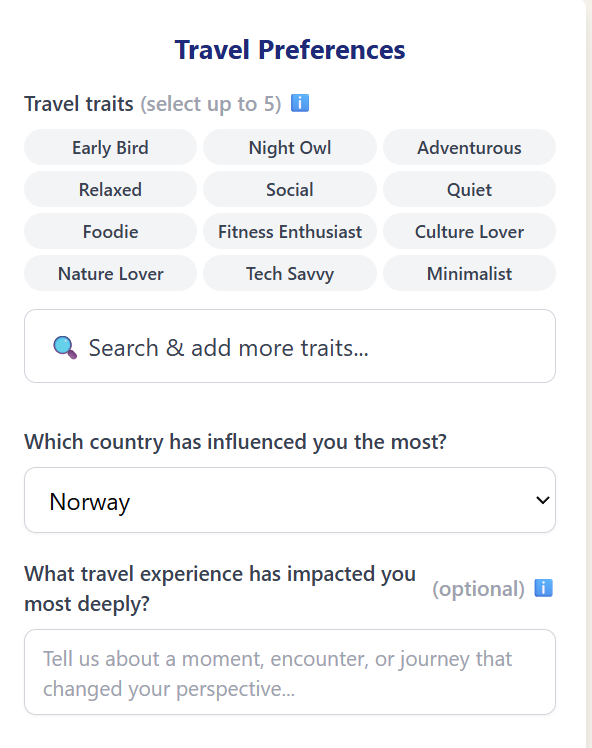 Travel Preferences
Travel traits (select up to 5) ℹ️
Early Bird Night Owl Adventurous
Relaxed Social Quiet
Foodie Fitness Enthusiast Culture Lover
Nature Lover Tech Savvy Minimalist
🔍 Search & add more traits...
Which country has influenced you the most?
Norway
What travel experience has impacted you
most deeply?
(optional) ℹ️
Tell us about a moment, encounter, or journey that
changed your perspective...